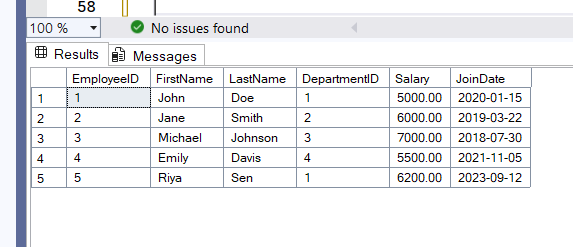 58
100 % No issues found
Results Messages
EmployeeID FirstName LastName DepartmentID Salary JoinDate
1 1 John Doe 1 5000.00 2020-01-15
2 2 Jane Smith 2 6000.00 2019-03-22
3 3 Michael Johnson 3 7000.00 2018-07-30
4 4 Emily Davis 4 5500.00 2021-11-05
5 5 Riya Sen 1 6200.00 2023-09-12